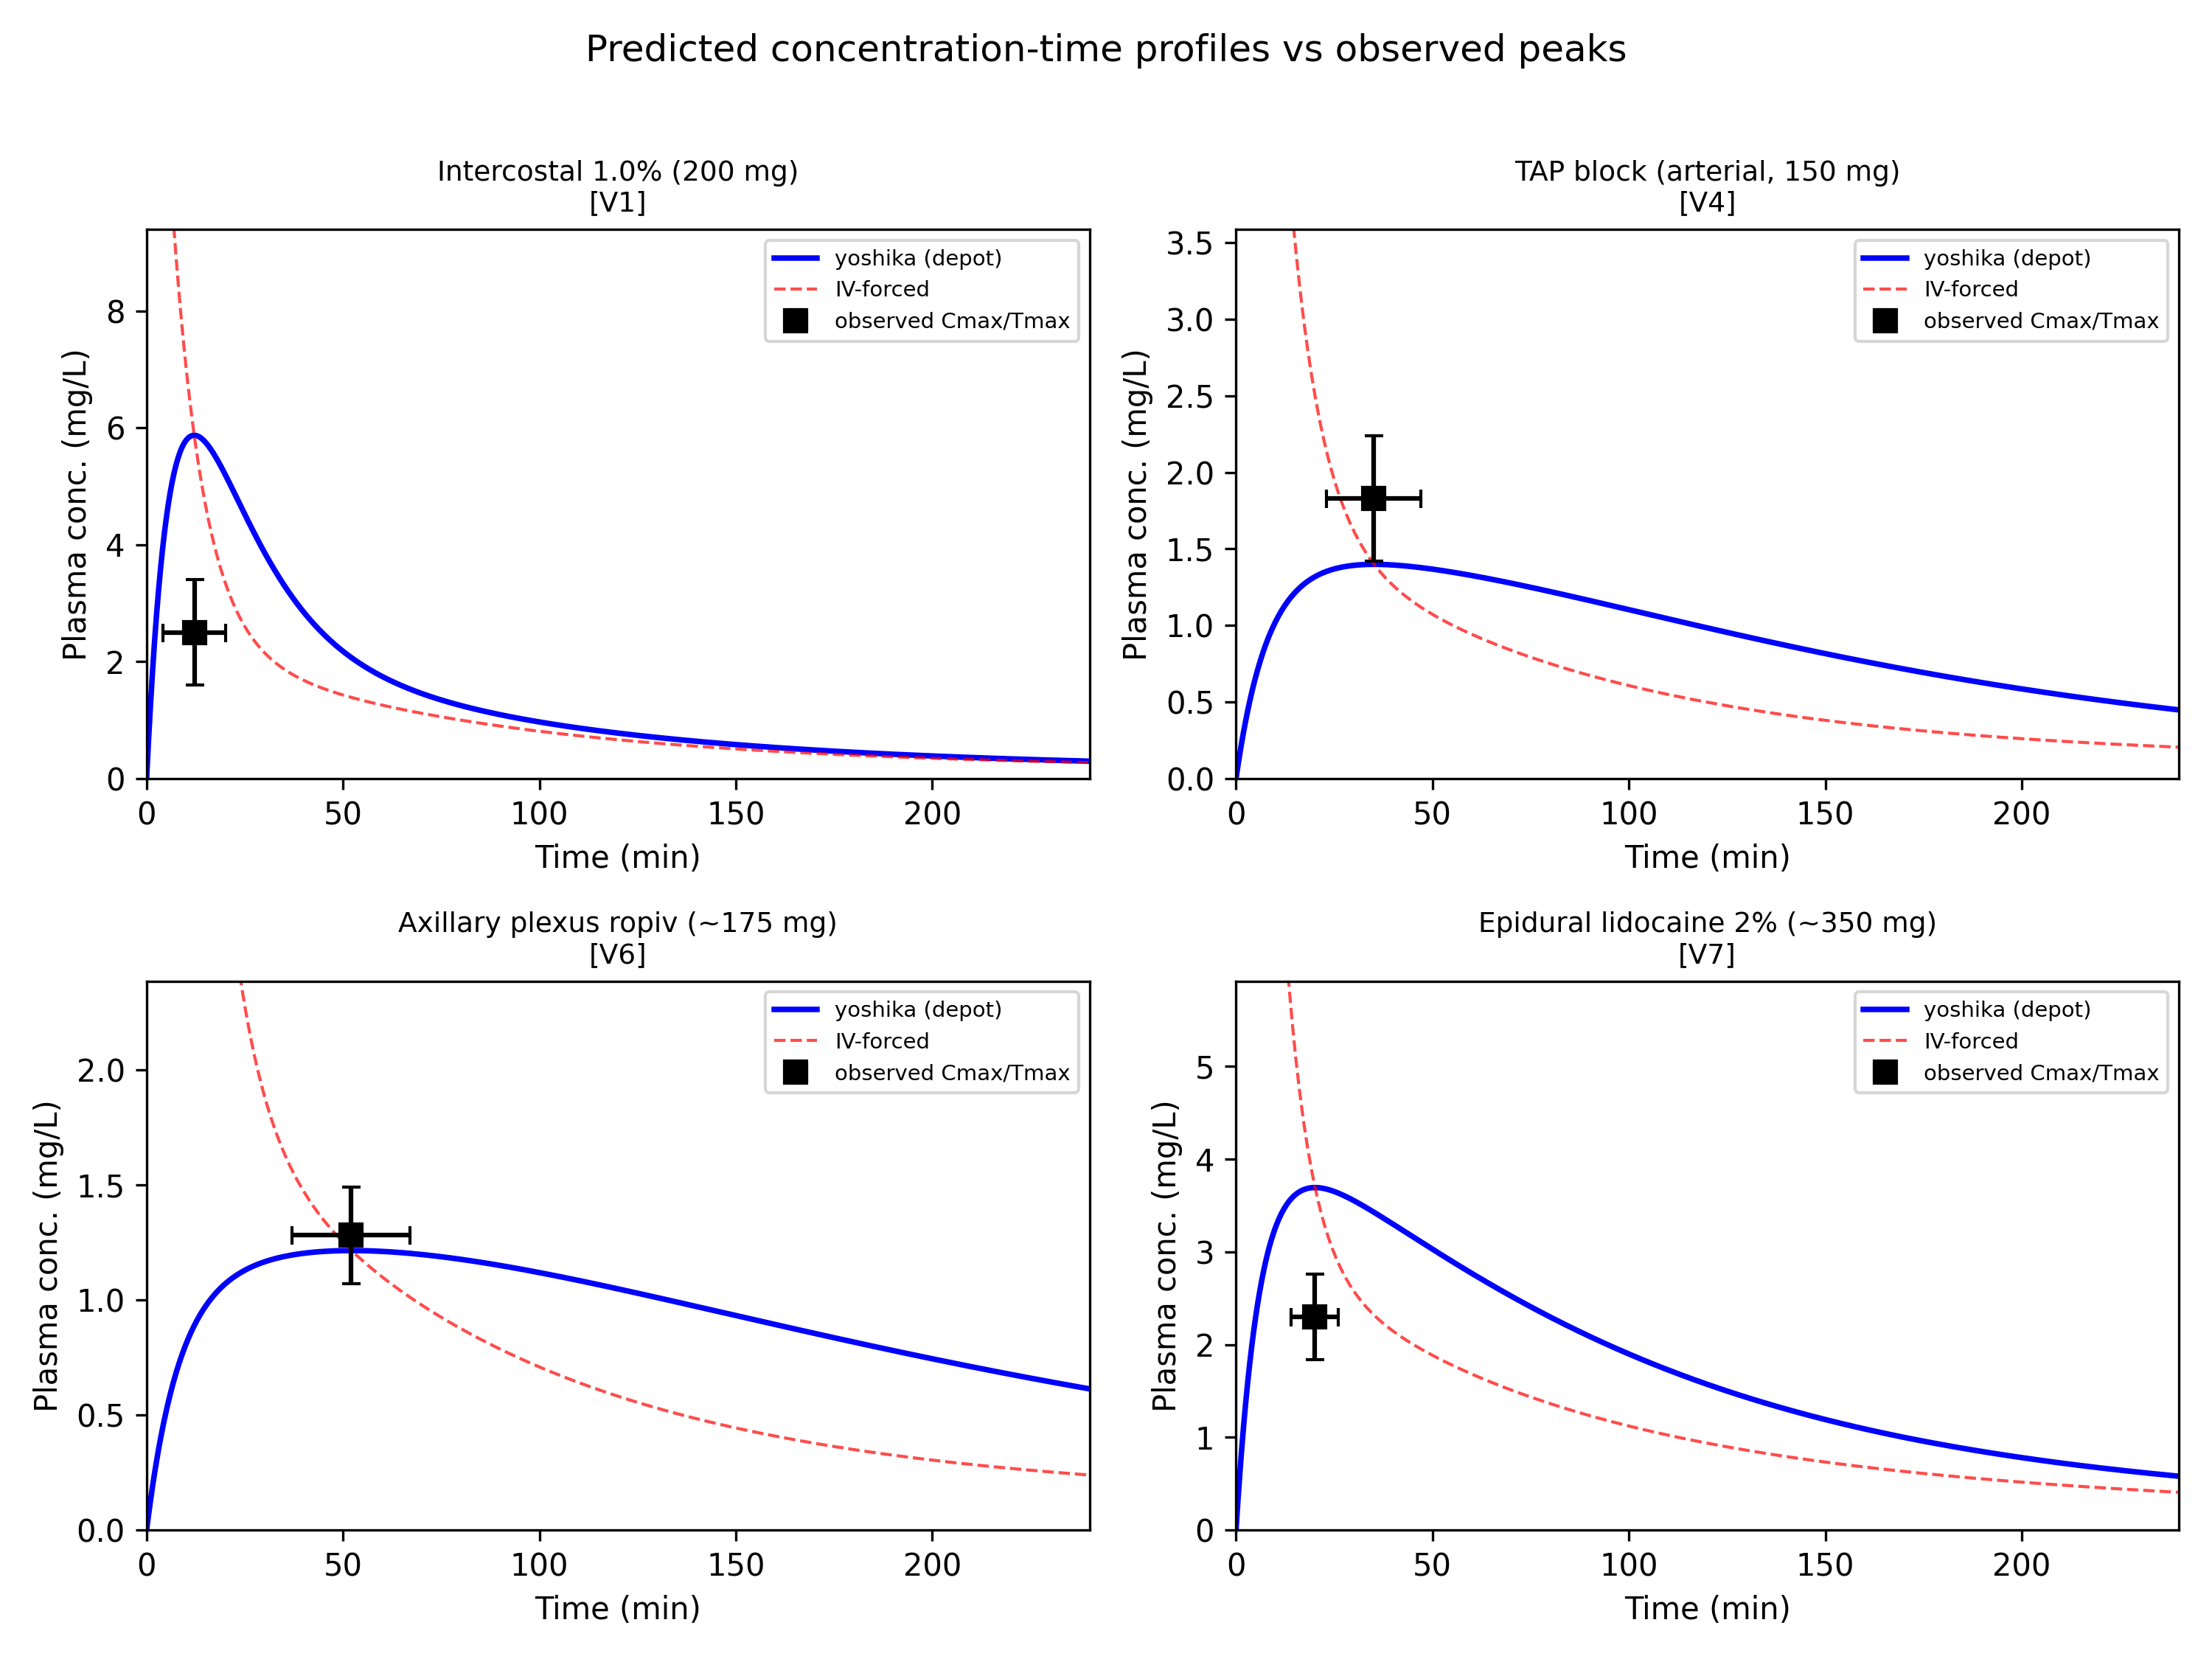 Predicted concentration-time profiles vs observed peaks
Intercostal 1.0% (200 mg)
[V1]
Plasma conc. (mg/L)
8
6
4
2
0
yoshika (depot)
IV-forced
observed Cmax/Tmax
0 50 100 150 200
Time (min)
TAP block (arterial, 150 mg)
[V4]
Plasma conc. (mg/L)
3.5
3.0
2.5
2.0
1.5
1.0
0.5
0.0
yoshika (depot)
IV-forced
observed Cmax/Tmax
0 50 100 150 200
Time (min)
Axillary plexus ropiv (~175 mg)
[V6]
Plasma conc. (mg/L)
2.0
1.5
1.0
0.5
0.0
yoshika (depot)
IV-forced
observed Cmax/Tmax
0 50 100 150 200
Time (min)
Epidural lidocaine 2% (~350 mg)
[V7]
Plasma conc. (mg/L)
5
4
3
2
1
0
yoshika (depot)
IV-forced
observed Cmax/Tmax
0 50 100 150 200
Time (min)